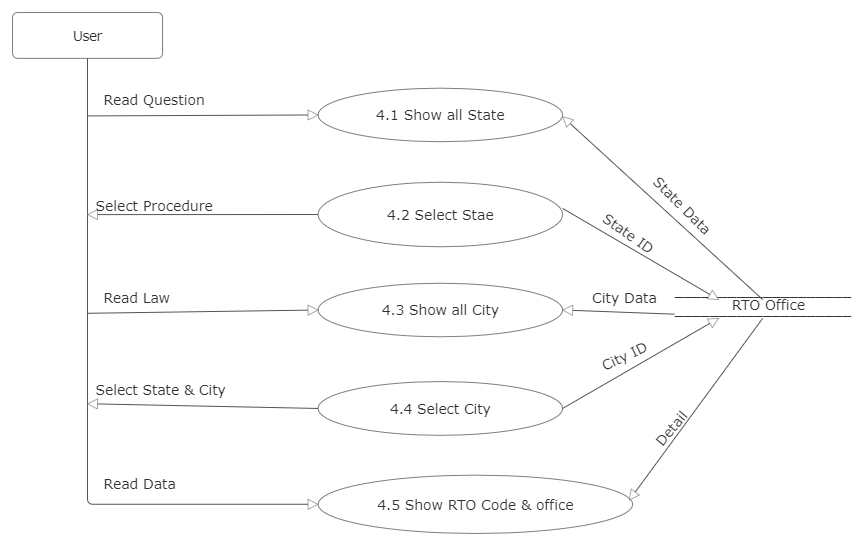 User
Read Question
4.1 Show all State
State Data
Select Procedure
4.2 Select Stae
State ID
Read Law
4.3 Show all City
City Data
RTO Office
City ID
Select State & City
4.4 Select City
Detail
Read Data
4.5 Show RTO Code & office